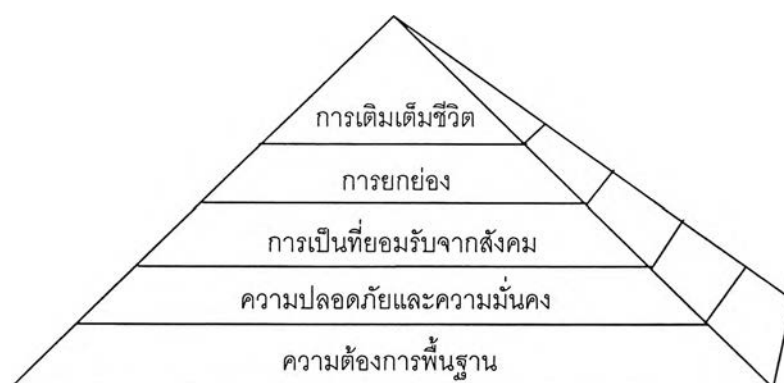 การเติมเต็มชีวิต
การยกย่อง
การเป็นที่ยอมรับจากสังคม
ความปลอดภัยและความมั่นคง
ความต้องการพื้นฐาน